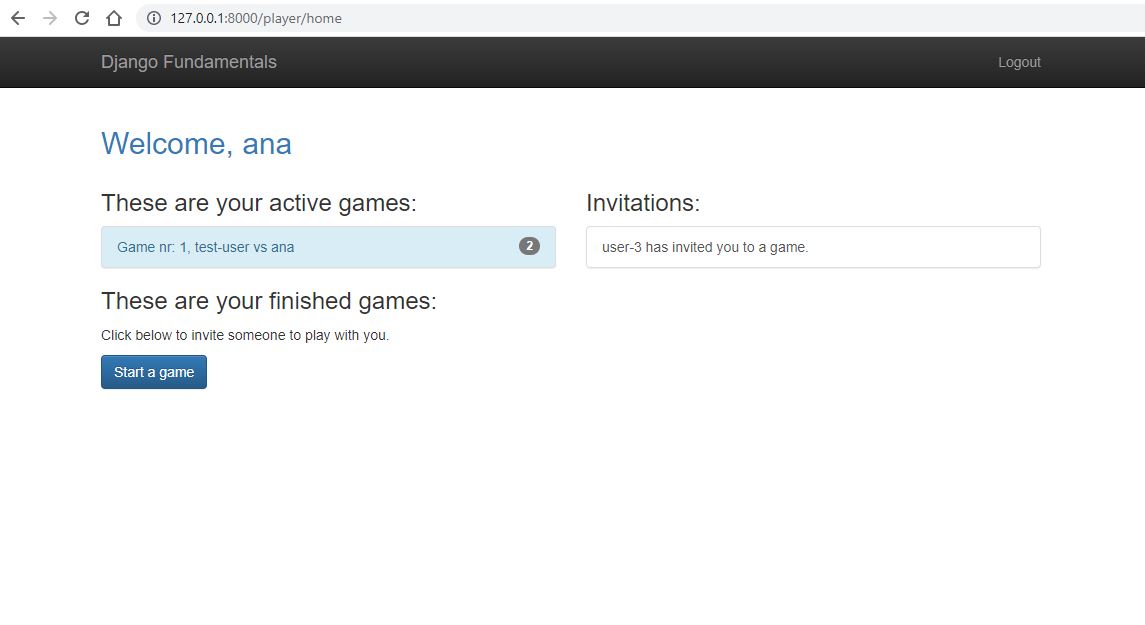 127.0.0.1:8000/player/home
Django Fundamentals
Logout
Welcome, ana
These are your active games:
Game nr: 1, test-user vs ana
2
Invitations:
user-3 has invited you to a game.
These are your finished games:
Click below to invite someone to play with you.
Start a game